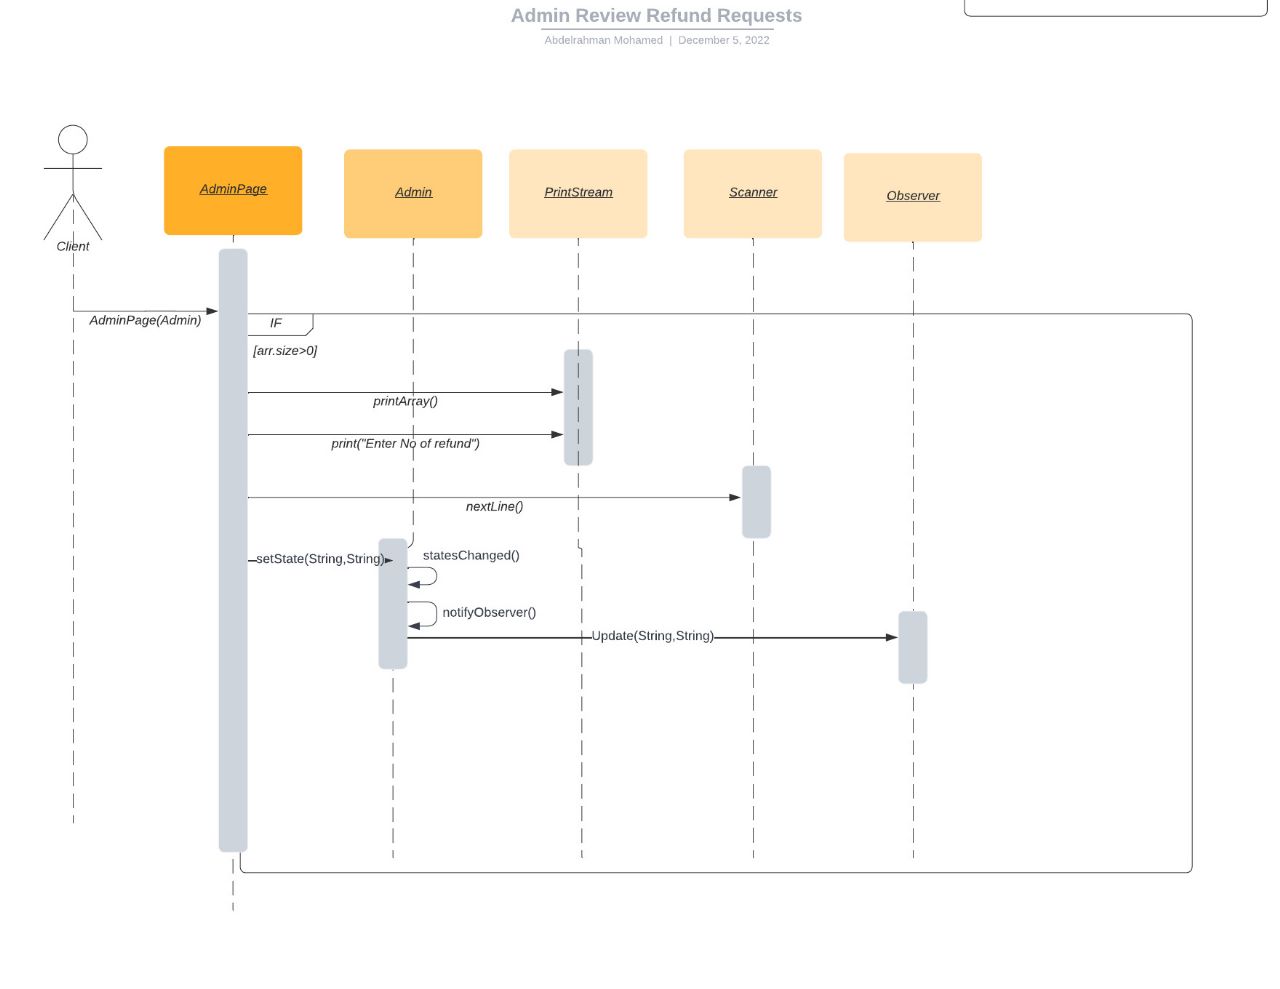 Admin Review Refund Requests
Abdelrahman Mohamed | December 5, 2022
AdminPage
Admin
PrintStream
Scanner
Observer
Client
AdminPage(Admin)
IF
[arr.size>0]
printArray()
print("Enter No of refund")
nextLine()
setState(String,String)
statesChanged()
notifyObserver()
Update(String,String)